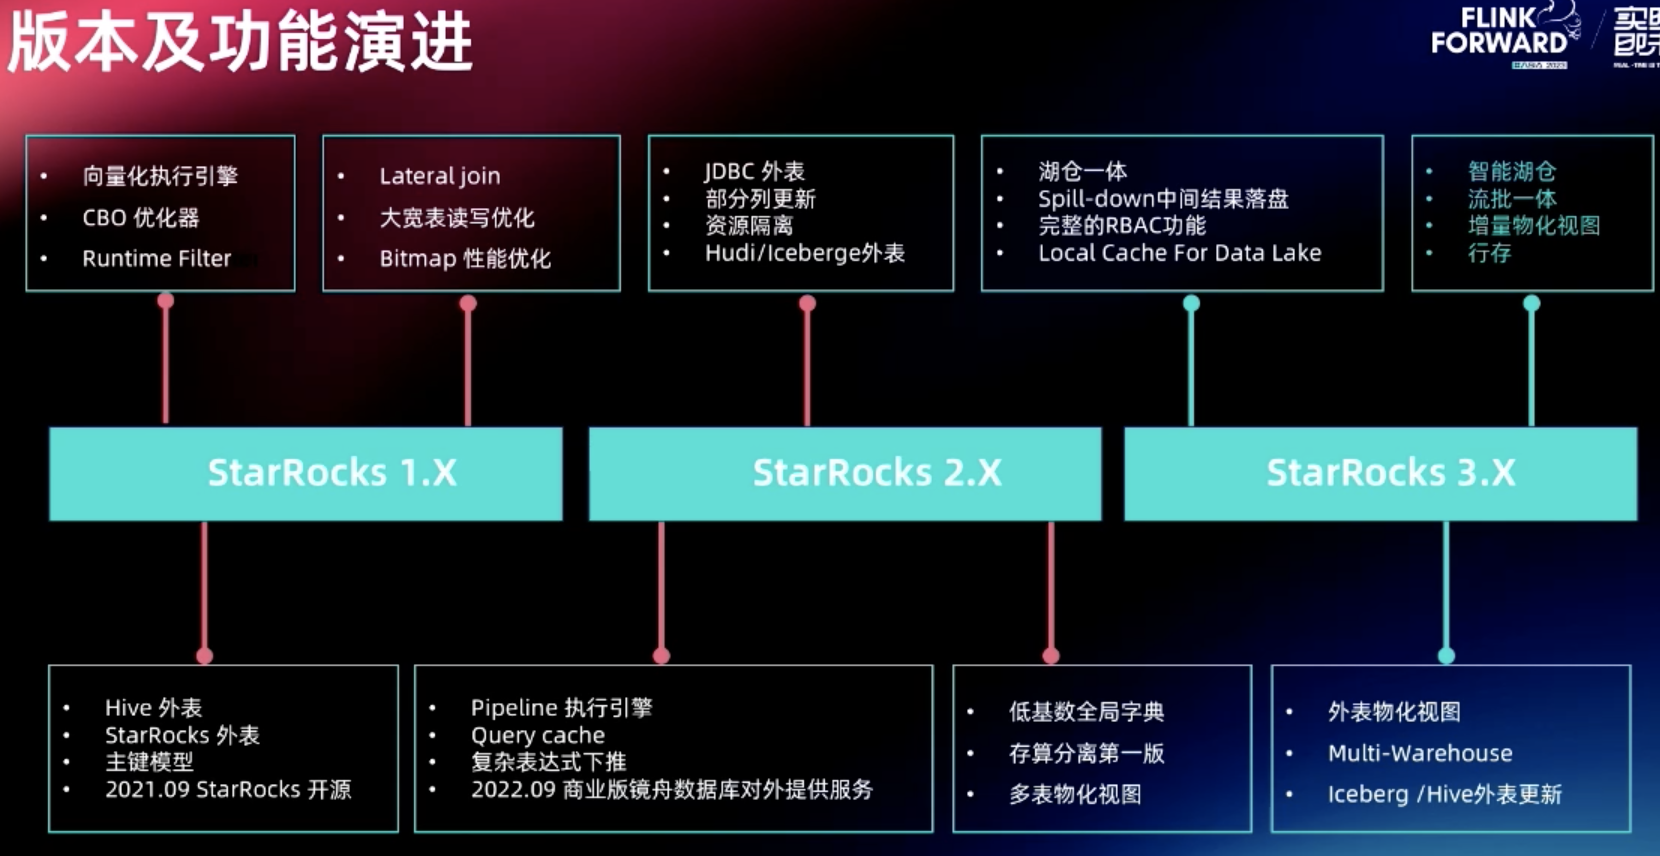 版本及功能演进
FLINK
FORWARD
#ASIA 2023
• 向量化执行引擎
• CBO 优化器
• Runtime Filter
• Lateral join
• 大宽表读写优化
• Bitmap 性能优化
• JDBC 外表
• 部分列更新
• 资源隔离
• Hudi/Iceberge外表
• 湖仓一体
• Spill-down中间结果落盘
• 完整的RBAC功能
• Local Cache For Data Lake
• 智能湖仓
• 流批一体
• 增量物化视图
• 行存
StarRocks 1.X
StarRocks 2.X
StarRocks 3.X
• Hive 外表
• StarRocks 外表
• 主键模型
• 2021.09 StarRocks 开源
• Pipeline 执行引擎
• Query cache
• 复杂表达式下推
• 2022.09 商业版镜舟数据库对外提供服务
• 低基数全局字典
• 存算分离第一版
• 多表物化视图
• 外表物化视图
• Multi-Warehouse
• Iceberg /Hive外表更新